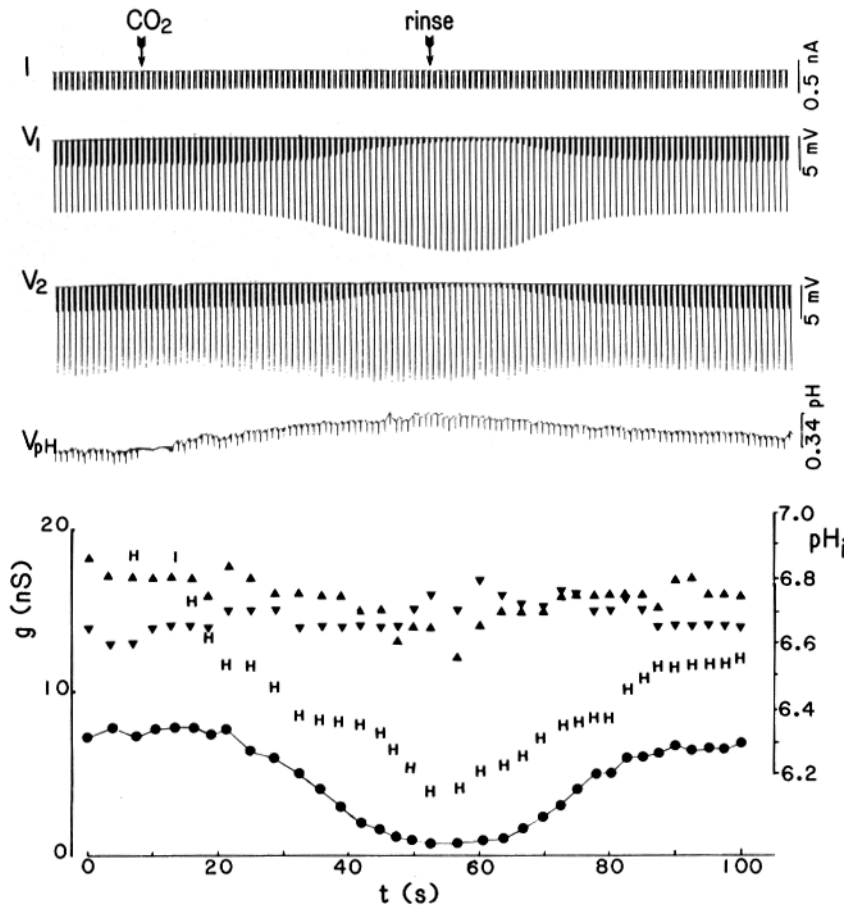 CO2 rinse
I
0.5 nA
V1
5 mV
V2
5 mV
VpH
0.34 pH
20
7.0
pHi
H I
6.8
H
g (nS)
H
6.6
H H
H H H H H H
H
H
10
H H H H
H
H H H H
6.4
H
H
H
H
H
H
6.2
H H
0
0 20 40 60 80 100
t (s)